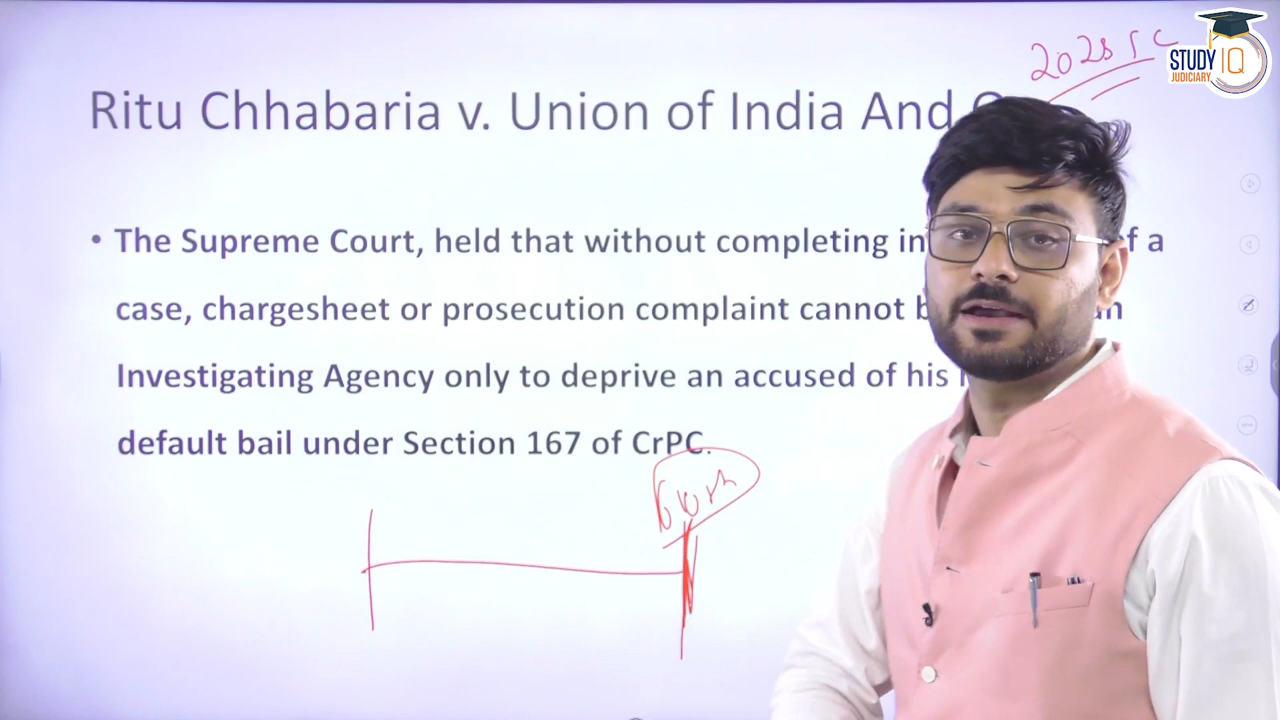 2023 SC
STUDY IQ
JUDICIARY
Ritu Chhabaria v. Union of India And
• The Supreme Court, held that without completing in f a
case, chargesheet or prosecution complaint cannot b
Investigating Agency only to deprive an accused of his
default bail under Section 167 of CrPC.
60th